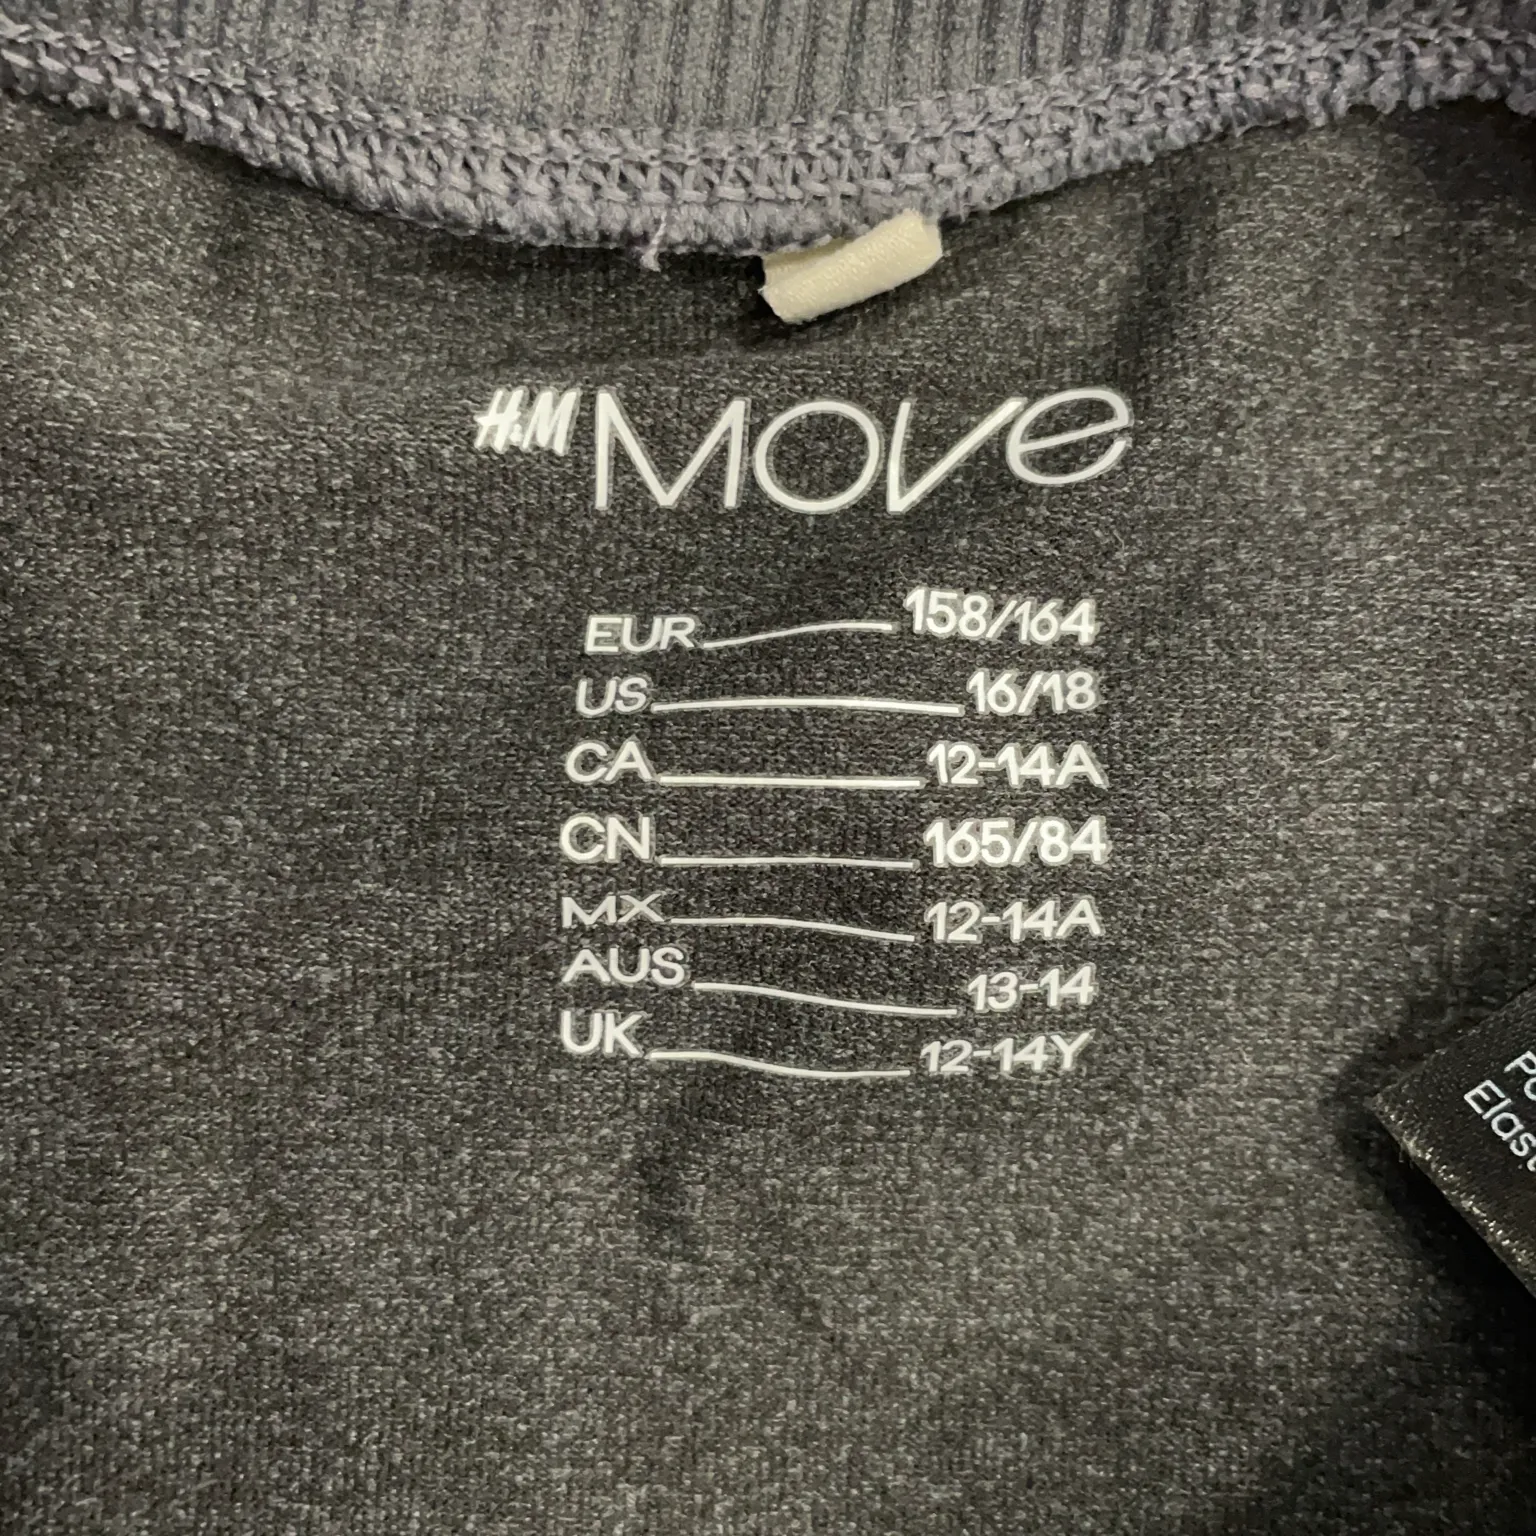 H&M MOVE
EUR 158/164
US 16/18
CA 12-14A
CN 165/84
MX 12-14A
AUS 13-14
UK 12-14Y